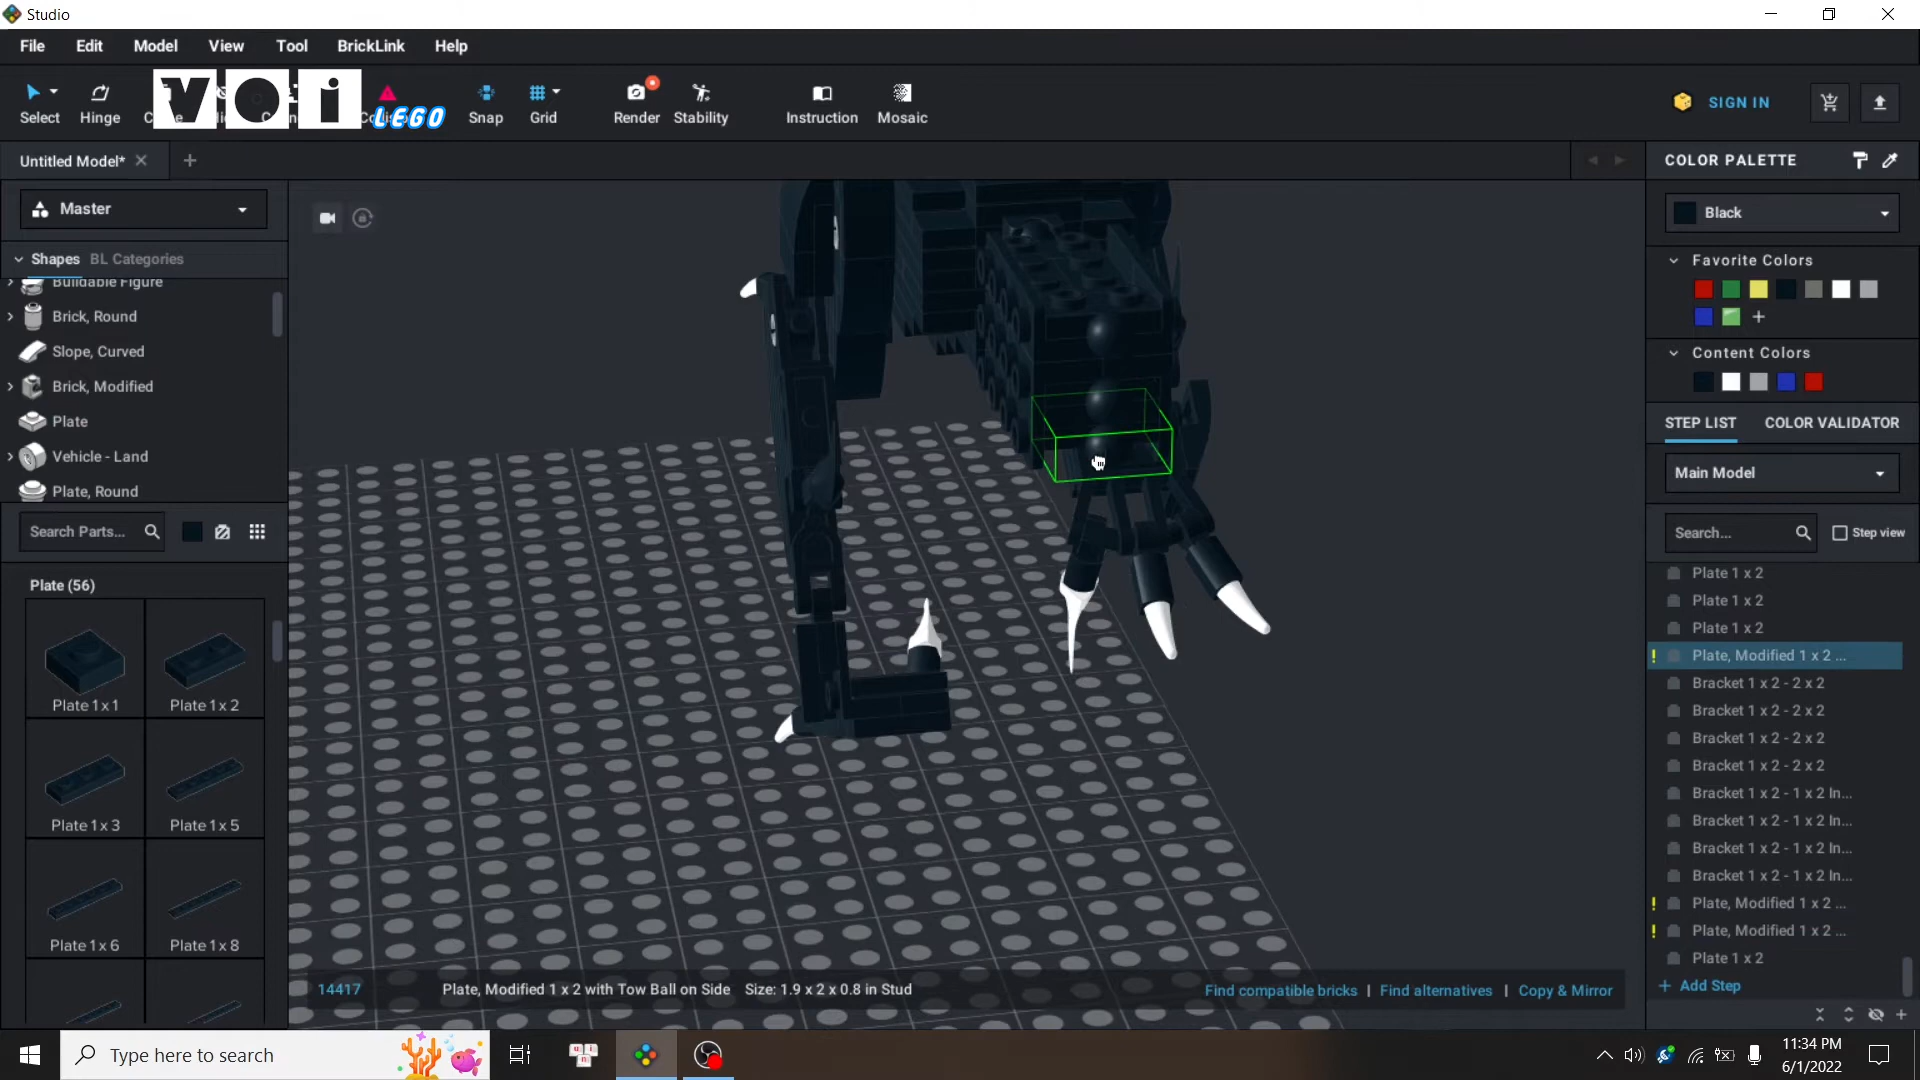 Studio
File Edit Model View Tool BrickLink Help
Select Hinge Snap Grid Render Stability Instruction Mosaic SIGN IN
VOi LEGO
Untitled Model*
COLOR PALETTE
Master
Black
Shapes BL Categories
Favorite Colors
Buildable Figure
Brick, Round
Slope, Curved
Content Colors
Brick, Modified
Plate
STEP LIST COLOR VALIDATOR
Vehicle - Land
Main Model
Plate, Round
Search Parts...
Search... Step view
Plate (56)
Plate 1 x 1 Plate 1 x 2
Plate 1 x 3 Plate 1 x 5
Plate 1 x 6 Plate 1 x 8
Plate 1 x 2
Plate 1 x 2
Plate 1 x 2
! Plate, Modified 1 x 2 ...
Bracket 1 x 2 - 2 x 2
Bracket 1 x 2 - 2 x 2
Bracket 1 x 2 - 2 x 2
Bracket 1 x 2 - 2 x 2
Bracket 1 x 2 - 1 x 2 In...
Bracket 1 x 2 - 1 x 2 In...
Bracket 1 x 2 - 1 x 2 In...
Bracket 1 x 2 - 1 x 2 In...
! Plate, Modified 1 x 2 ...
! Plate, Modified 1 x 2 ...
Plate 1 x 2
+ Add Step
14417 Plate, Modified 1 x 2 with Tow Ball on Side Size: 1.9 x 2 x 0.8 in Stud
Find compatible bricks | Find alternatives | Copy & Mirror
Type here to search
11:34 PM
6/1/2022